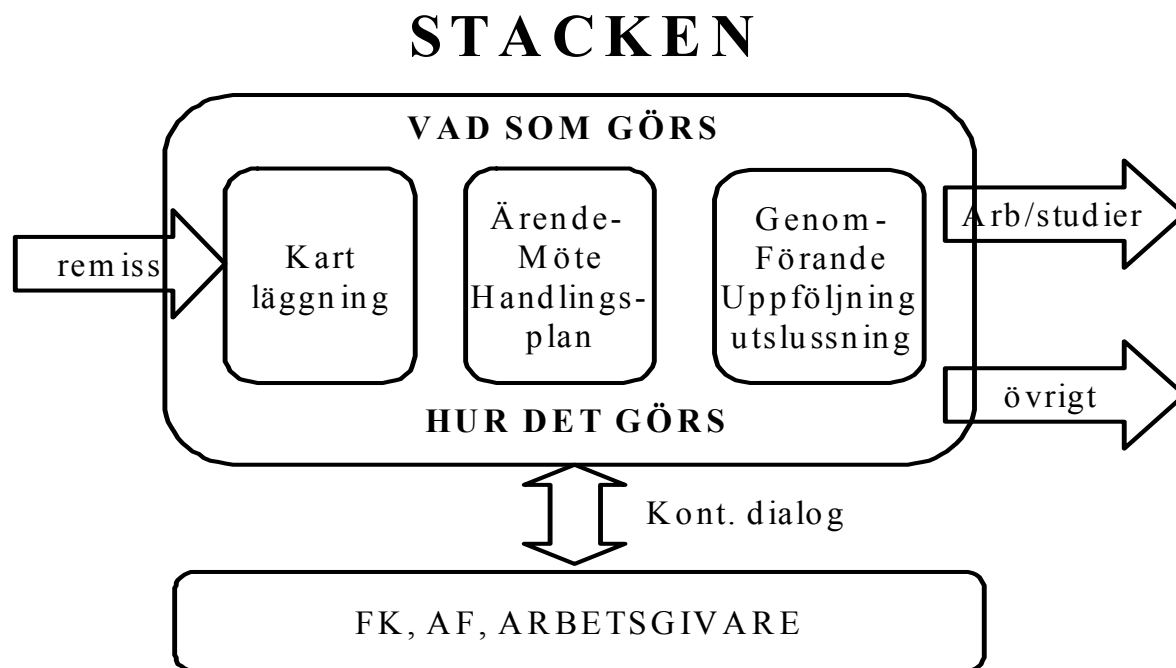 STACKEN
VAD SOM GÖRS
remiss
Kart
läggning
Ärende-
Möte
Handlings-
plan
Genom-
Förande
Uppföljning
utslussning
Arb/studier
övrigt
HUR DET GÖRS
Kont. dialog
FK, AF, ARBETSGIVARE